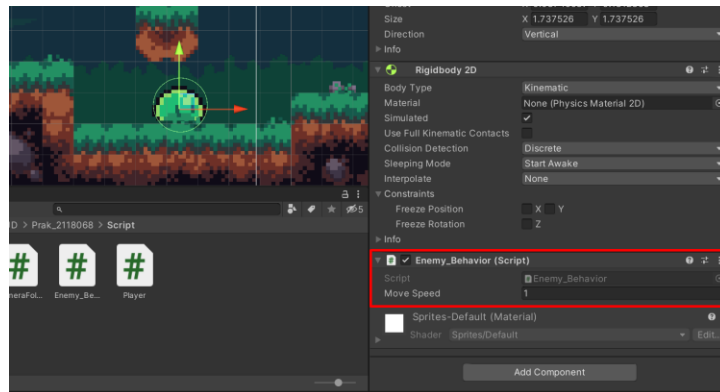 Size X 1.737526 Y 1.737526
Direction Vertical
Info
Rigidbody 2D
Body Type Kinematic
Material None (Physics Material 2D)
Simulated
Use Full Kinematic Contacts
Collision Detection Discrete
Sleeping Mode Start Awake
Interpolate None
Constraints
Freeze Position X Y
Freeze Rotation Z
Info
Enemy_Behavior (Script)
Script Enemy_Behavior
Move Speed 1
Sprites-Default (Material)
Shader Sprites/Default Edit..
Add Component
5
D > Prak_2118068 > Script
neraFol... Enemy_Be... Player